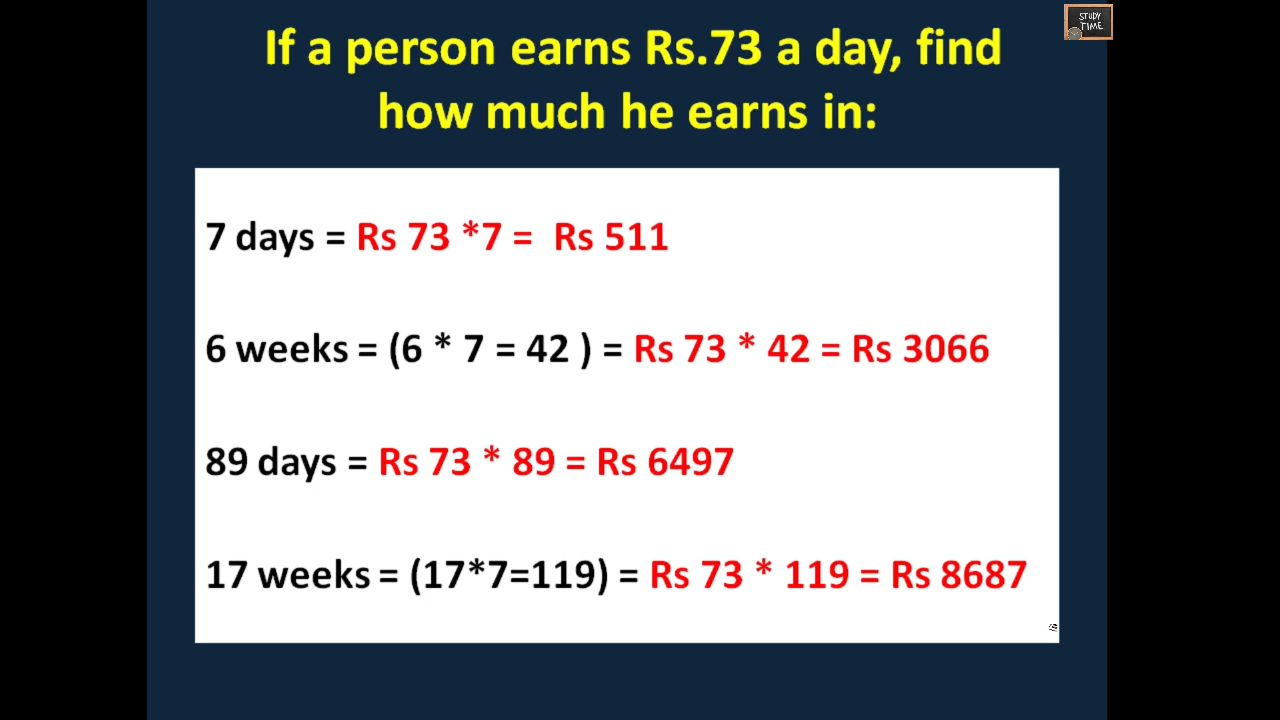 STUDY
TIME
If a person earns Rs.73 a day, find
how much he earns in:
7 days = Rs 73 *7 =  Rs 511
6 weeks = (6 * 7 = 42 ) = Rs 73 * 42 = Rs 3066
89 days = Rs 73 * 89 = Rs 6497
17 weeks = (17*7=119) = Rs 73 * 119 = Rs 8687